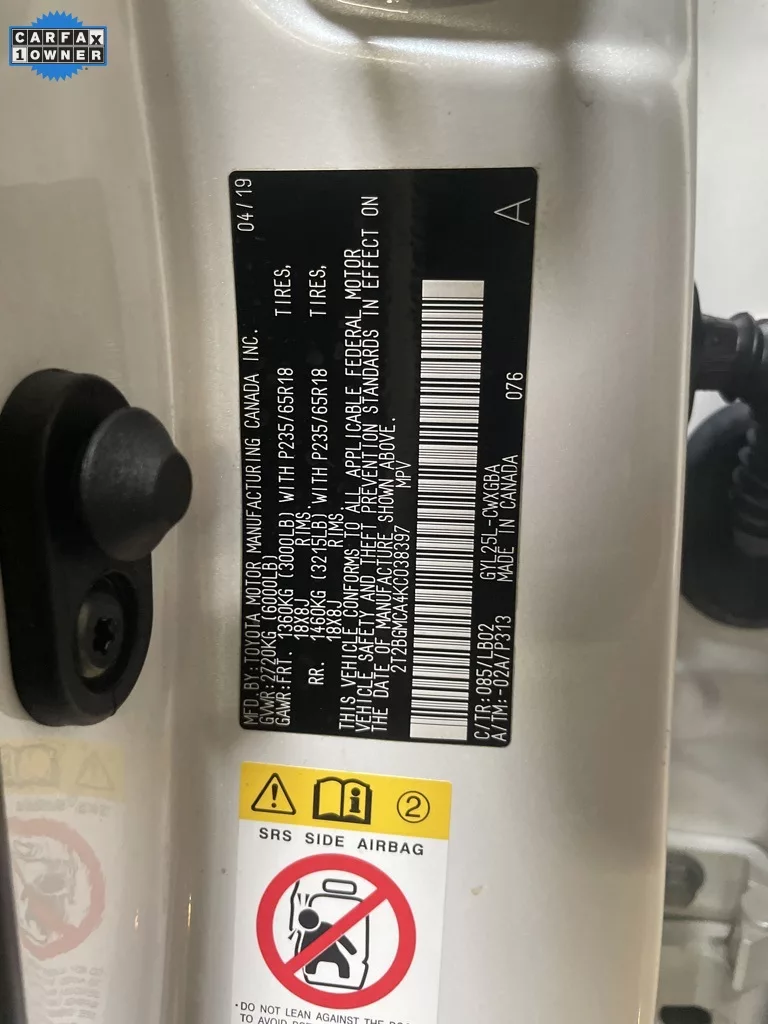 CARFAX
1 OWNER
MFD. BY: TOYOTA MOTOR MANUFACTURING CANADA INC. 04/19
GVWR: 2720KG (6000LB)
GAWR: FRT. 1360KG (3000LB) WITH P235/65R18 TIRES,
18X8J RIMS,
RR. 1460KG (3215LB) WITH P235/65R18 TIRES,
18X8J RIMS.
THIS VEHICLE CONFORMS TO ALL APPLICABLE FEDERAL MOTOR
VEHICLE SAFETY AND THEFT PREVENTION STANDARDS IN EFFECT ON
THE DATE OF MANUFACTURE SHOWN ABOVE.
2T2BGMCA4KC038397 MPV
C/TR: 085/LB02 GYL25L-CWXGBA
A/TM: -02A/P313 MADE IN CANADA 076 A
2
SRS SIDE AIRBAG
• DO NOT LEAN AGAINST THE
TO AVOID